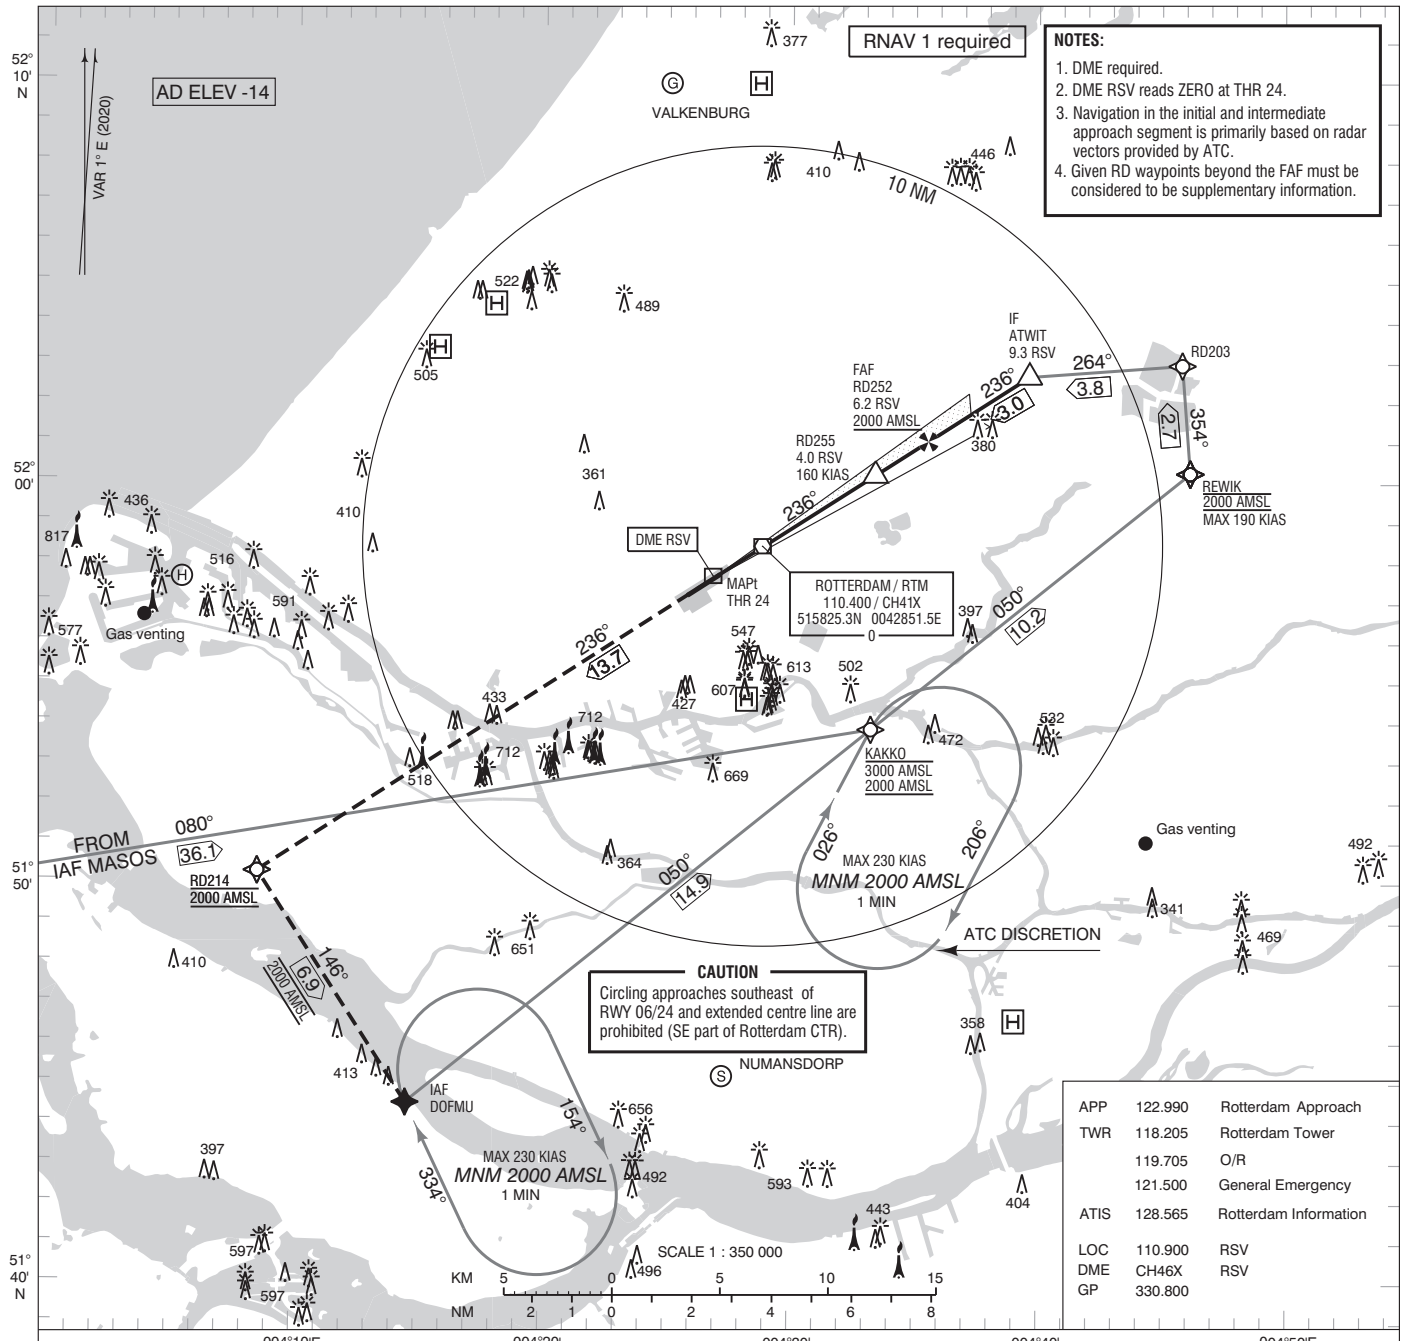 377
RNAV 1 required
NOTES:
1. DME required.
2. DME RSV reads ZERO at THR 24.
3. Navigation in the initial and intermediate
approach segment is primarily based on radar
vectors provided by ATC.
4. Given RD waypoints beyond the FAF must be
considered to be supplementary information.
52°
10'
N
AD ELEV -14
VAR 1° E (2020)
G
H
VALKENBURG
410
446
10 NM
522
H
489
H
505
IF
ATWIT
9.3 RSV
264°
3.8
RD203
FAF
RD252
6.2 RSV
2000 AMSL
236°
3.0
380
2.7
354°
RD255
4.0 RSV
160 KIAS
361
52°
00'
REWIK
2000 AMSL
MAX 190 KIAS
436
410
236°
817
516
DME RSV
H
591
MAPt
THR 24
ROTTERDAM / RTM
110.400 / CH41X
515825.3N 0042851.5E
0
577
Gas venting
236°
13.7
050°
10.2
397
547
613
502
607
H
427
433
712
712
518
669
KAKKO
3000 AMSL
2000 AMSL
472
532
FROM
IAF MASOS
080°
36.1
026°
206°
MAX 230 KIAS
MNM 2000 AMSL
1 MIN
Gas venting
492
364
050°
14.9
51°
50'
RD214
2000 AMSL
341
469
ATC DISCRETION
651
410
146°
6.9
2000 AMSL
CAUTION
Circling approaches southeast of
RWY 06/24 and extended centre line are
prohibited (SE part of Rotterdam CTR).
358
H
413
S
NUMANSDORP
IAF
DOFMU
154°
656
MAX 230 KIAS
MNM 2000 AMSL
1 MIN
334°
492
593
397
404
443
597
597
496
51°
40'
N
SCALE 1 : 350 000
KM 5 0 5 10 15
NM 2 1 0 2 4 6 8
APP 122.990 Rotterdam Approach
TWR 118.205 Rotterdam Tower
119.705 O/R
121.500 General Emergency
ATIS 128.565 Rotterdam Information
LOC 110.900 RSV
DME CH46X RSV
GP 330.800